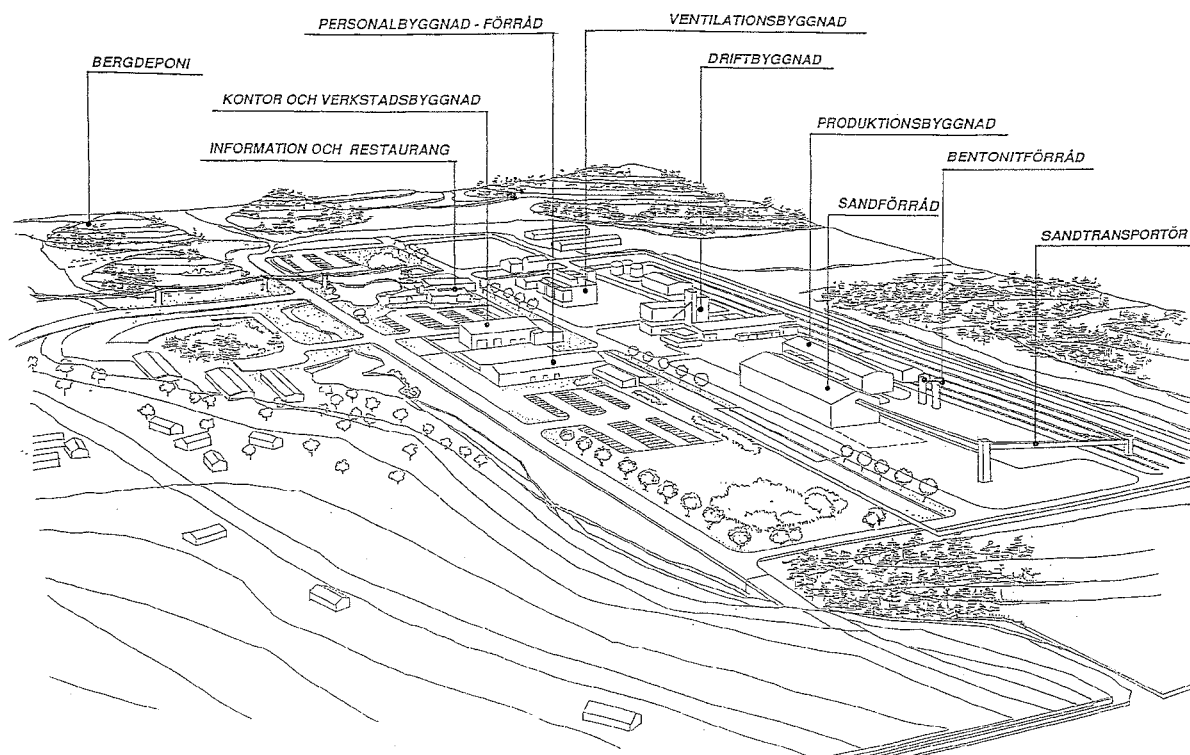 PERSONALBYGGNAD - FÖRRÅD
VENTILATIONSBYGGNAD
BERGDEPONI
DRIFTBYGGNAD
KONTOR OCH VERKSTADSBYGGNAD
PRODUKTIONSBYGGNAD
INFORMATION OCH RESTAURANG
BENTONITFÖRRÅD
SANDFÖRRÅD
SANDTRANSPORTÖR